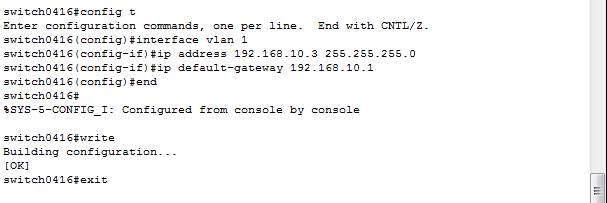 switch0416#config t
Enter configuration commands, one per line.  End with CNTL/Z.
switch0416(config)#interface vlan 1
switch0416(config-if)#ip address 192.168.10.3 255.255.255.0
switch0416(config-if)#ip default-gateway 192.168.10.1
switch0416(config)#end
switch0416#
%SYS-5-CONFIG_I: Configured from console by console

switch0416#write
Building configuration...
[OK]
switch0416#exit